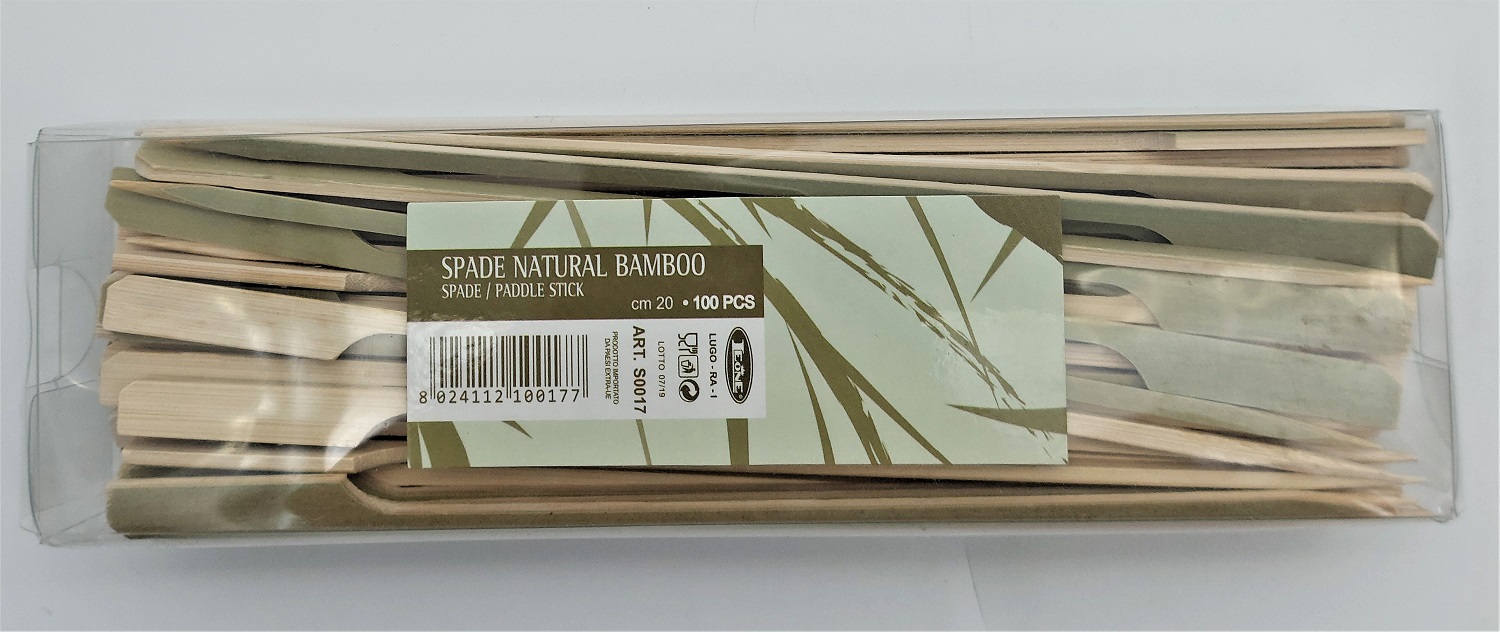 SPADE NATURAL BAMBOO
SPADE / PADDLE STICK
cm 20 • 100 PCS
8 024112 100177
PRODOTTO IMPORTATO
DA PAESI EXTRA-UE
ART. S0017
LOTTO 07/19
LUGO - RA - I
LEONE